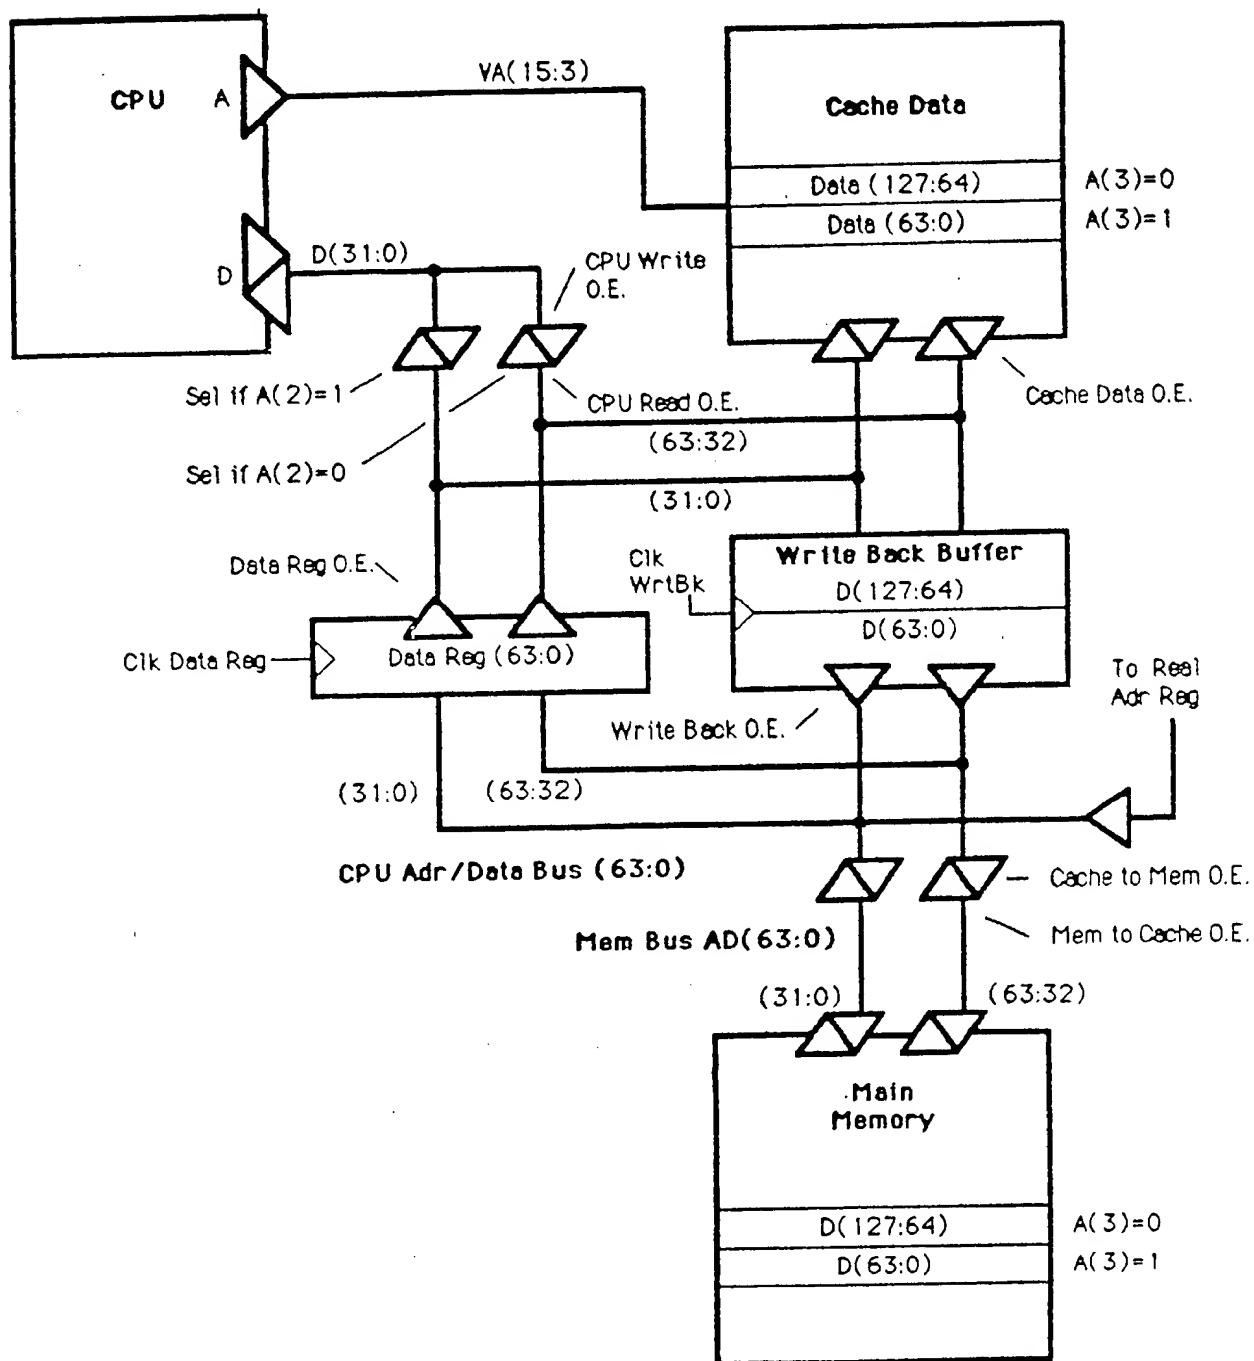 CPU
A
VA(15:3)
Cache Data
Data (127:64)
A(3)=0
Data (63:0)
A(3)=1
D
D(31:0)
CPU Write
O.E.
Sel if A(2)=1
CPU Read O.E.
Cache Data O.E.
(63:32)
Sel if A(2)=0
(31:0)
Data Reg O.E.
Clk
WrtBk
Write Back Buffer
D(127:64)
D(63:0)
Clk Data Reg
Data Reg (63:0)
To Real
Adr Reg
Write Back O.E.
(31:0)
(63:32)
CPU Adr/Data Bus (63:0)
Cache to Mem O.E.
Mem Bus AD(63:0)
Mem to Cache O.E.
(31:0)
(63:32)
Main
Memory
D(127:64)
A(3)=0
D(63:0)
A(3)=1